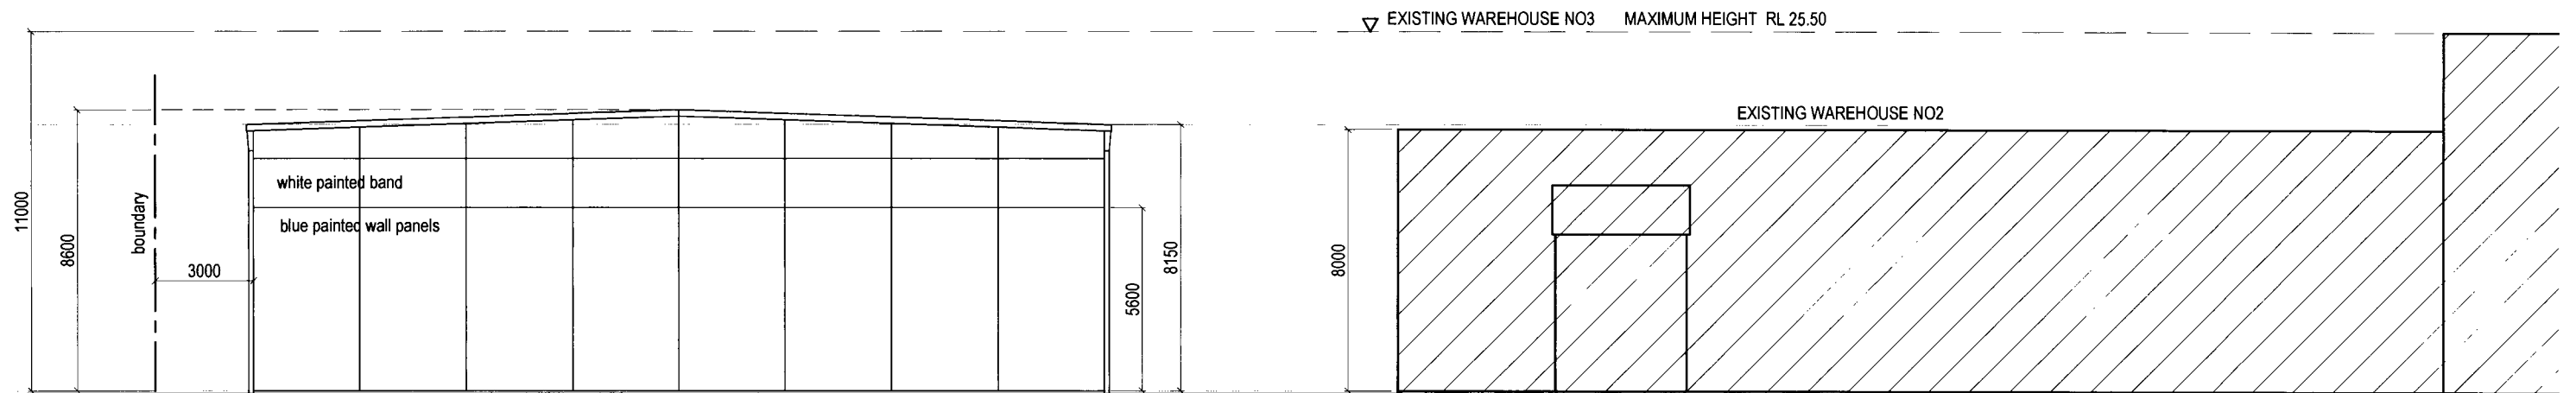 EXISTING WAREHOUSE NO3 MAXIMUM HEIGHT RL 25.50
EXISTING WAREHOUSE NO2
white painted band
blue painted wall panels
boundary
11000
8600
3000
5600
8150
8000